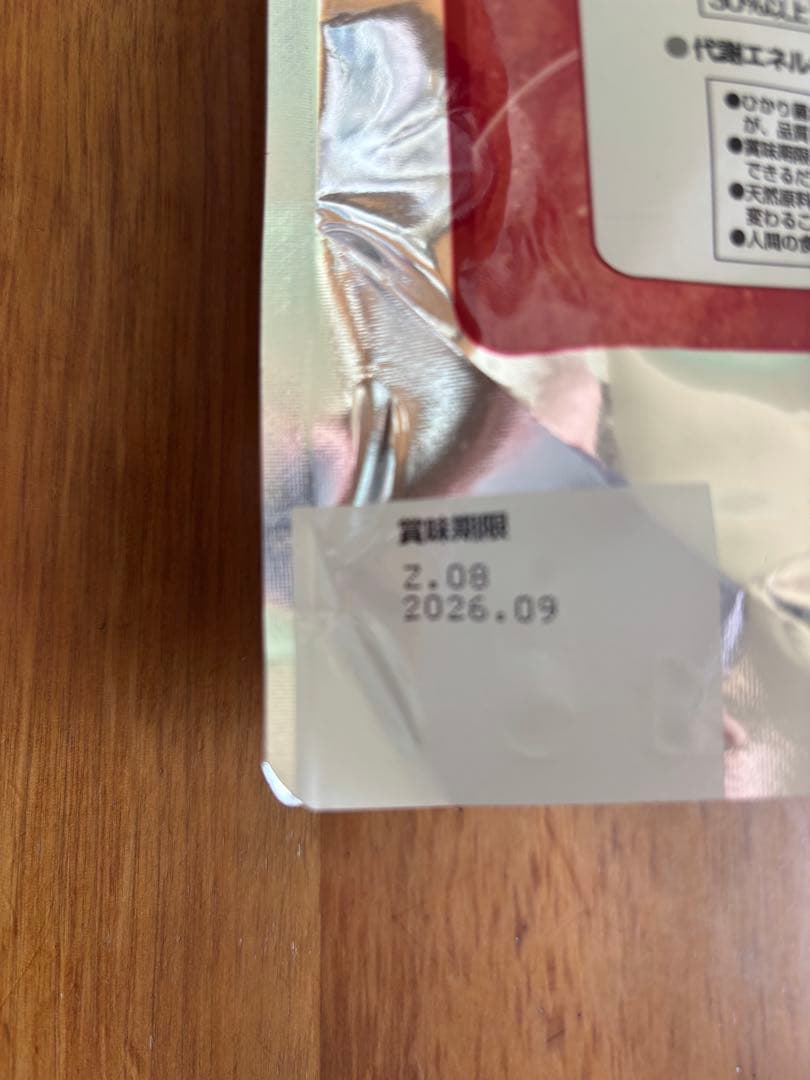 30%以上
●代謝エネル
●ひかり菌
が、品質
●賞味期限
できるだ
●天然原料
変わるこ
●人間の食
賞味期限
Z.08
2026.09